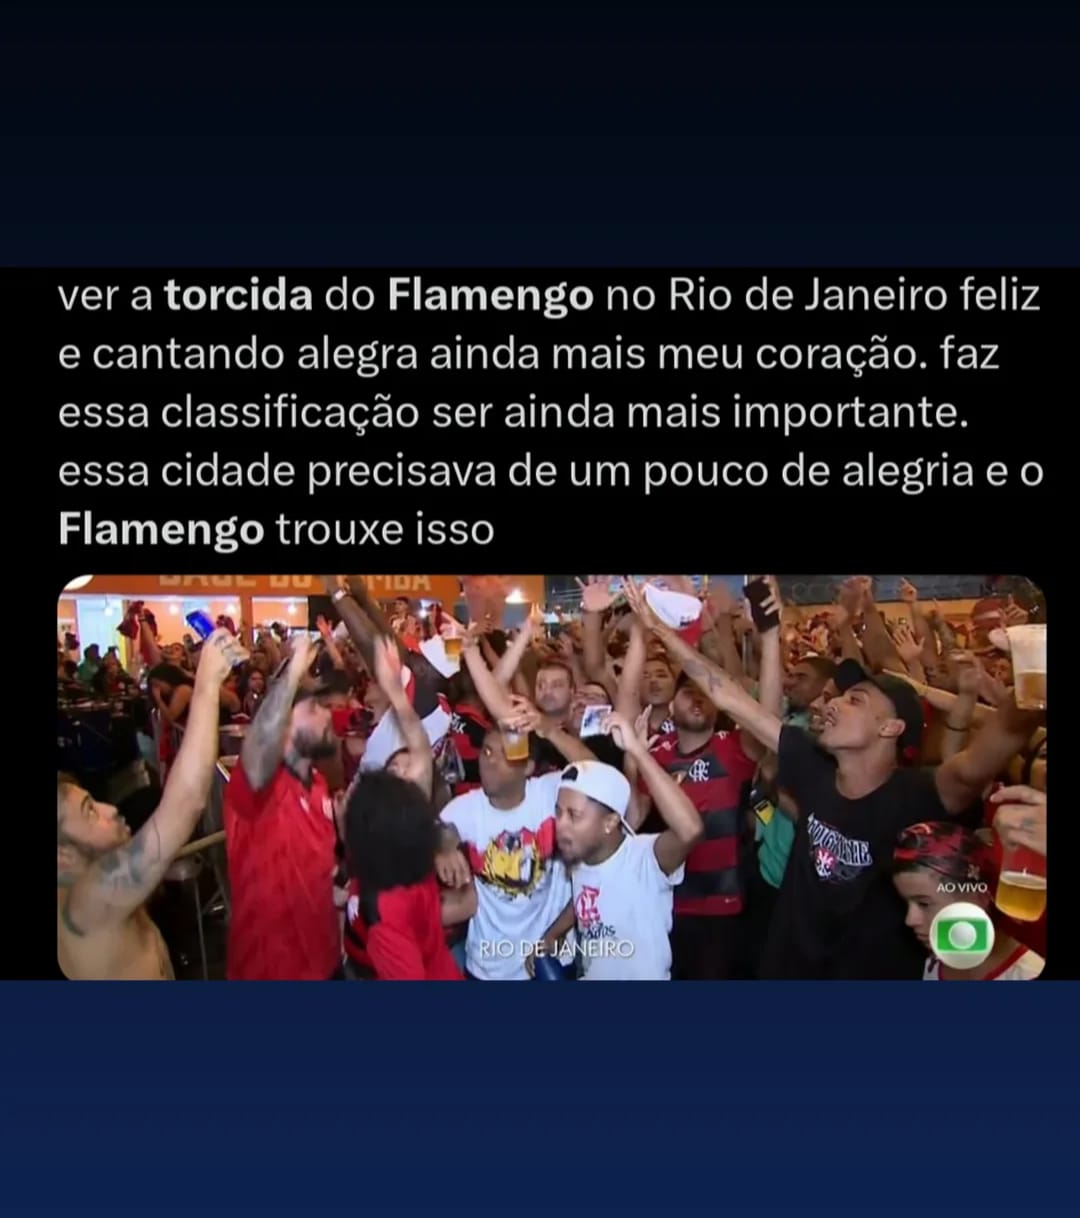 ver a torcida do Flamengo no Rio de Janeiro feliz
e cantando alegra ainda mais meu coração. faz
essa classificação ser ainda mais importante.
essa cidade precisava de um pouco de alegria e o
Flamengo trouxe isso
AO VIVO
RIO DE JANEIRO